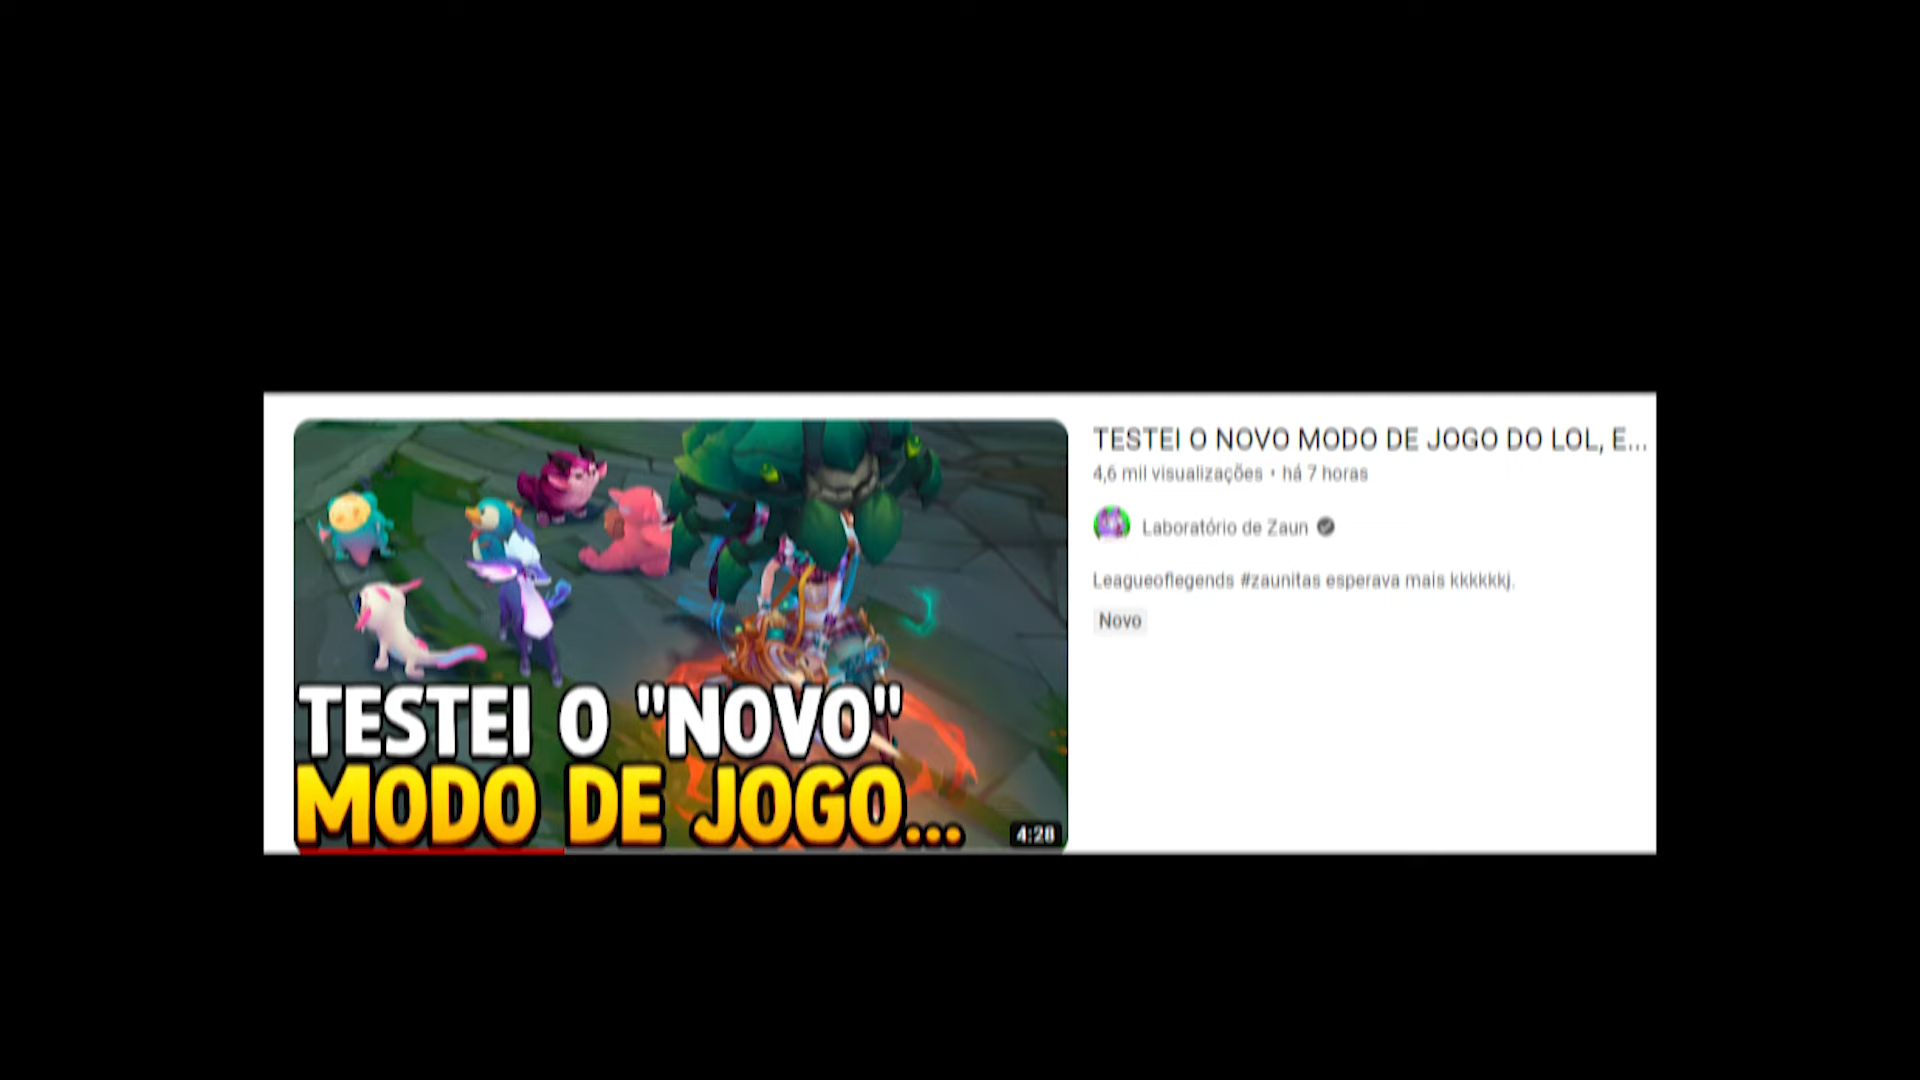 TESTEI O "NOVO"
MODO DE JOGO...
4:28
TESTEI O NOVO MODO DE JOGO DO LOL, E...
4,6 mil visualizações • há 7 horas
Laboratório de Zaun
Leagueoflegends #zaunitas esperava mais kkkkkkj.
Novo